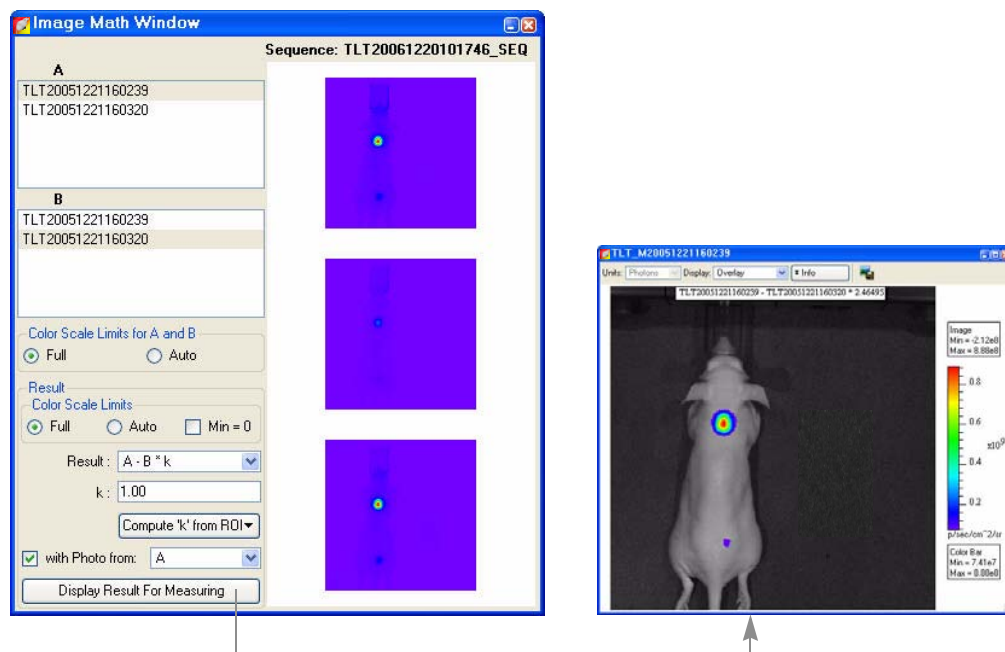 Image Math Window
Sequence: TLT20061220101746_SEQ
A
TLT20051221160239
TLT20051221160320
B
TLT20051221160239
TLT20051221160320
Color Scale Limits for A and B
Full Auto
Result
Color Scale Limits
Full Auto Min = 0
Result : A - B * k
k : 1.00
Compute 'k' from ROI
with Photo from: A
Display Result For Measuring
TLT_M20051221160239
Units: Photons Display: Overlay Info
TLT20051221160239 - TLT20051221160320 * 2.46495
Image
Min = -2.12e8
Max = 8.88e8
0.8
0.6
x10^9
0.4
0.2
p/sec/cm^2/sr
Color Bar
Min = 7.41e7
Max = 8.88e8